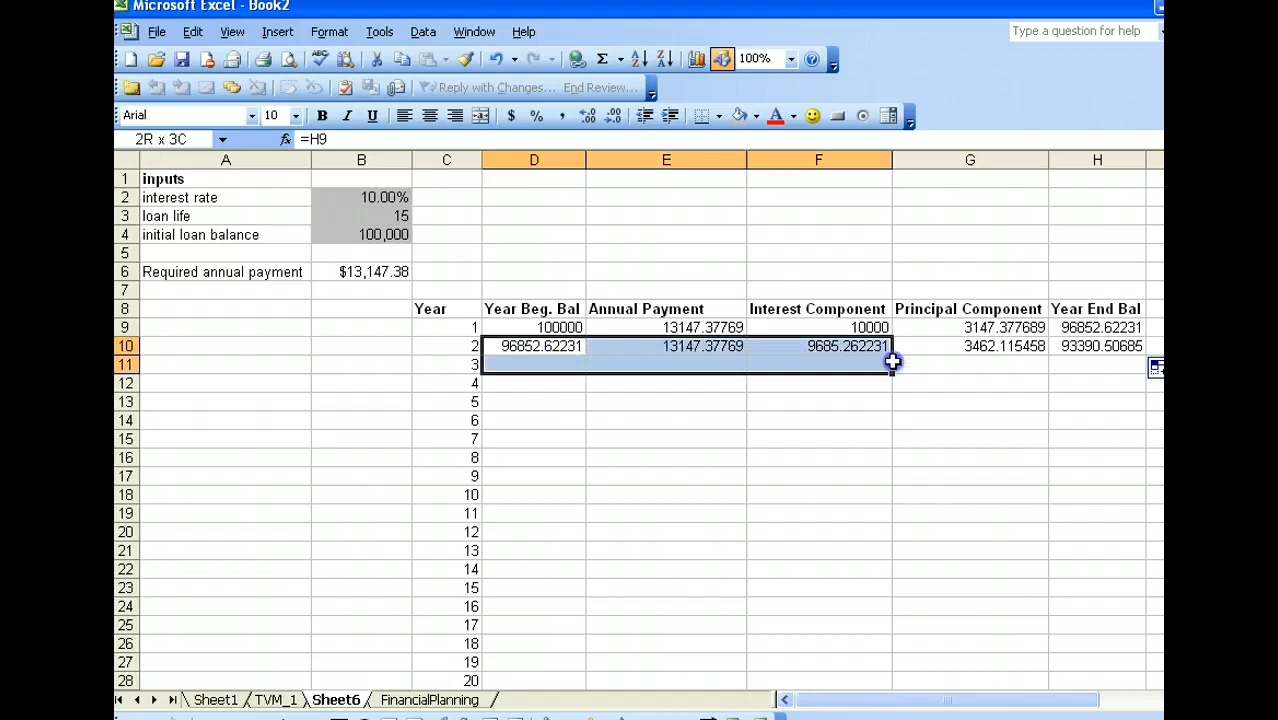 Microsoft Excel - Book2
File Edit View Insert Format Tools Data Window Help Type a question for help
100%
Reply with Changes... End Review...
Arial 10 B I U $ % ,
2R x 3C fx =H9
A B C D E F G H
1 inputs
2 interest rate 10.00%
3 loan life 15
4 initial loan balance 100,000
5
6 Required annual payment $13,147.38
7
8 Year Year Beg. Bal Annual Payment Interest Component Principal Component Year End Bal
9 1 100000 13147.37769 10000 3147.377689 96852.62231
10 2 96852.62231 13147.37769 9685.262231 3462.115458 93390.50685
11 3
12 4
13 5
14 6
15 7
16 8
17 9
18 10
19 11
20 12
21 13
22 14
23 15
24 16
25 17
26 18
27 19
28 20
Sheet1 TVM_1 Sheet6 FinancialPlanning